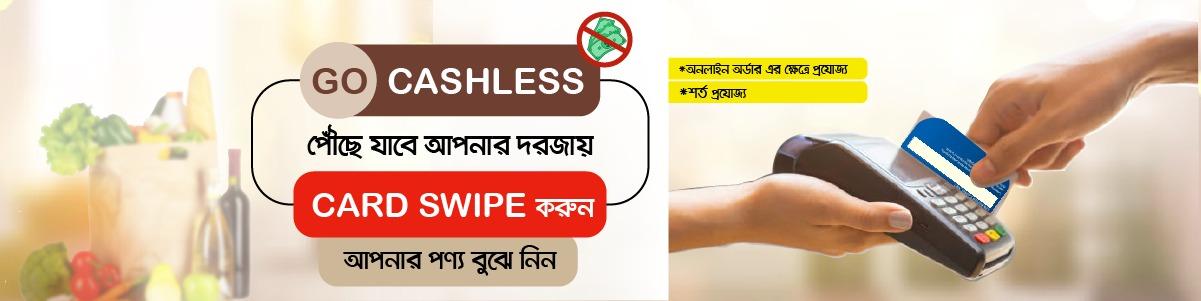 GO CASHLESS
পৌঁছে যাবে আপনার দরজায়
CARD SWIPE করুন
আপনার পণ্য বুঝে নিন
*অনলাইন অর্ডার এর ক্ষেত্রে প্রযোজ্য
*শর্ত প্রযোজ্য